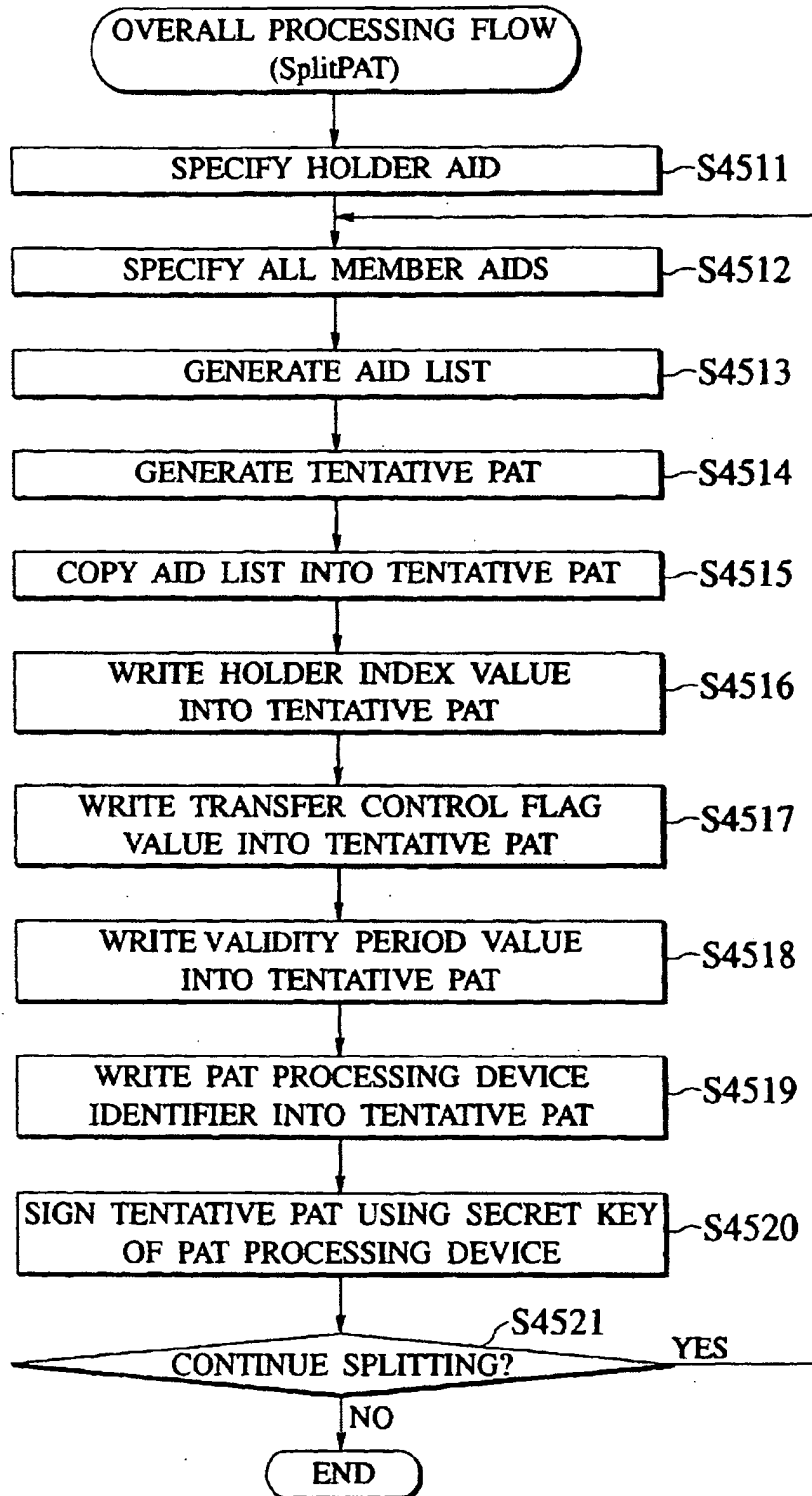 OVERALL PROCESSING FLOW
(SplitPAT)
SPECIFY HOLDER AID
S4511
SPECIFY ALL MEMBER AIDS
S4512
GENERATE AID LIST
S4513
GENERATE TENTATIVE PAT
S4514
COPY AID LIST INTO TENTATIVE PAT
S4515
WRITE HOLDER INDEX VALUE
INTO TENTATIVE PAT
S4516
WRITE TRANSFER CONTROL FLAG
VALUE INTO TENTATIVE PAT
S4517
WRITE VALIDITY PERIOD VALUE
INTO TENTATIVE PAT
S4518
WRITE PAT PROCESSING DEVICE
IDENTIFIER INTO TENTATIVE PAT
S4519
SIGN TENTATIVE PAT USING SECRET KEY
OF PAT PROCESSING DEVICE
S4520
S4521
CONTINUE SPLITTING?
YES
NO
END